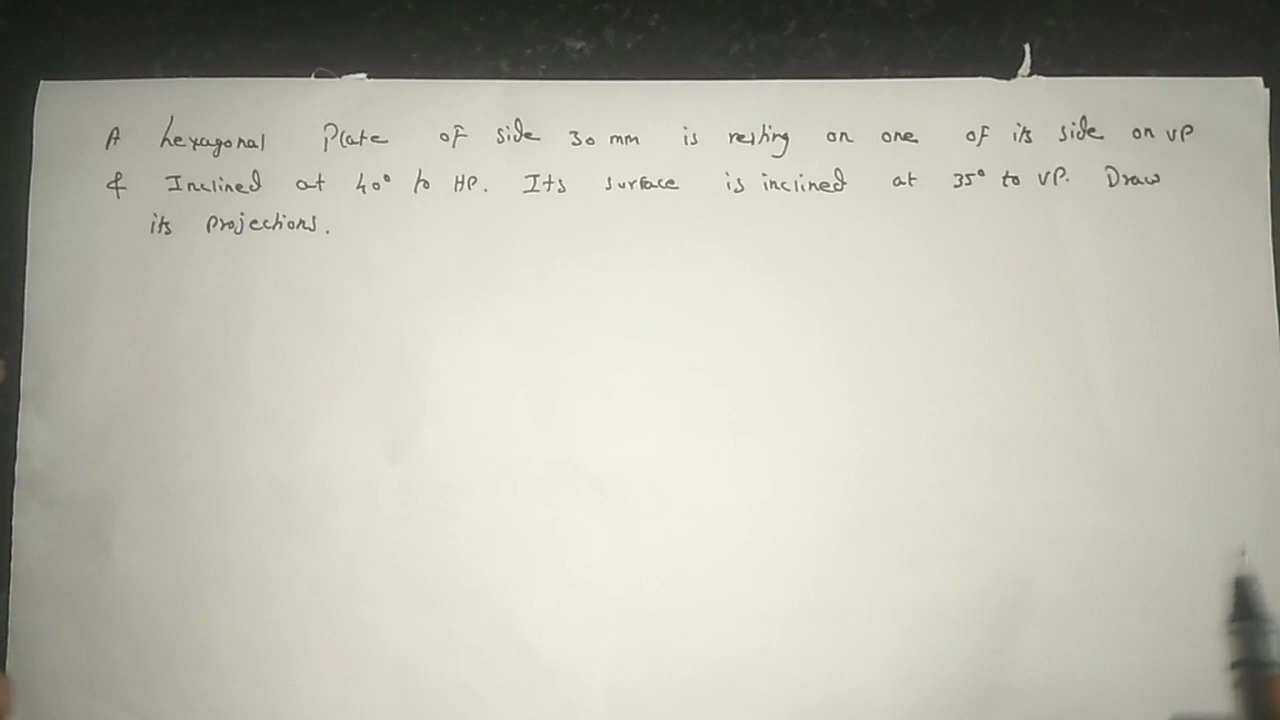 A hexagonal Plate of side 30 mm is resting on one of its side on VP
& Inclined at 40° to HP. Its surface is inclined at 35° to VP. Draw
its projections.